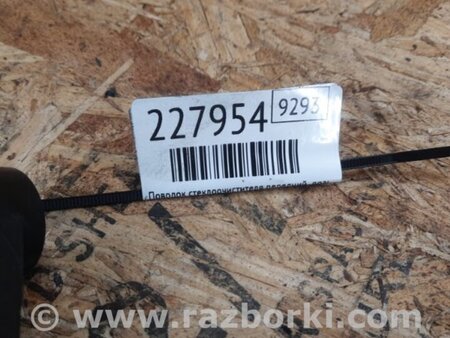 227954 9293
Поводок стеклоочистителя передний
www.razborki.com